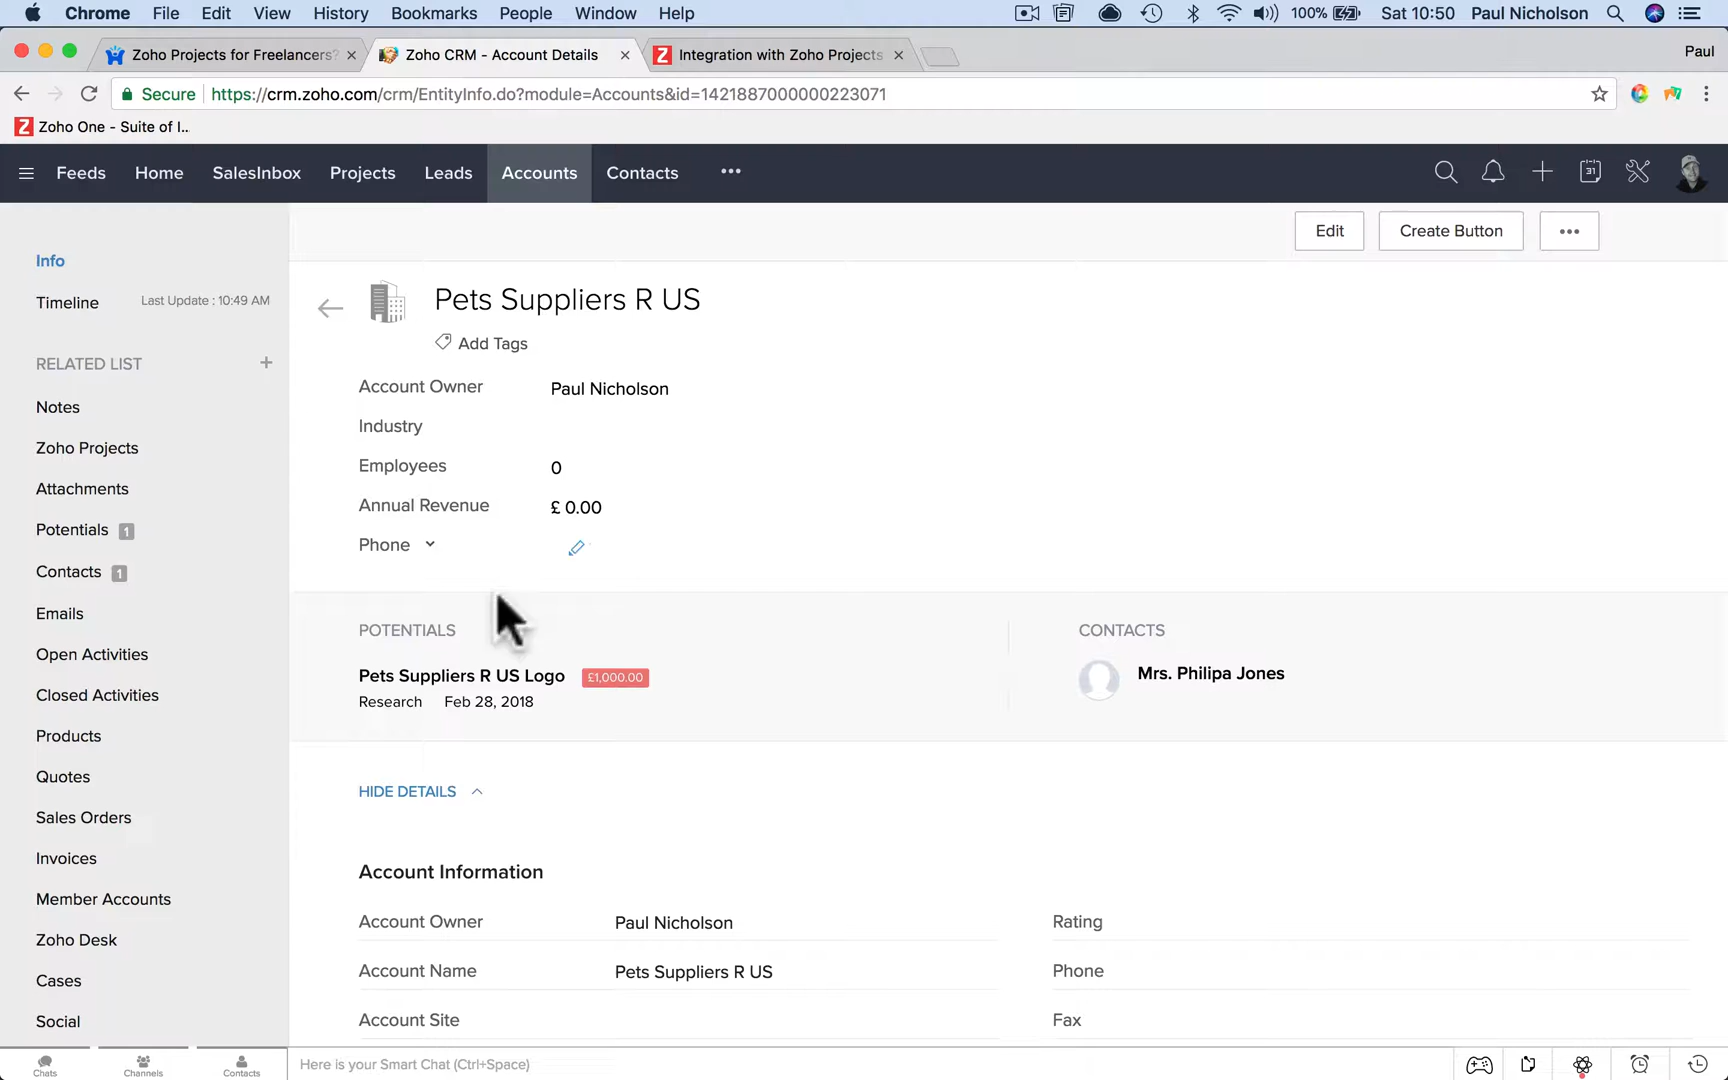 Chrome File Edit View History Bookmarks People Window Help 100% Sat 10:50 Paul Nicholson
Zoho Projects for Freelancers? Zoho CRM - Account Details Integration with Zoho Projects Paul
Secure https://crm.zoho.com/crm/EntityInfo.do?module=Accounts&id=1421887000000223071
Zoho One - Suite of I...
Feeds Home SalesInbox Projects Leads Accounts Contacts ••• 31
Edit Create Button •••
Info
Timeline Last Update : 10:49 AM
RELATED LIST +
Notes
Zoho Projects
Attachments
Potentials 1
Contacts 1
Emails
Open Activities
Closed Activities
Products
Quotes
Sales Orders
Invoices
Member Accounts
Zoho Desk
Cases
Social
Pets Suppliers R US
Add Tags
Account Owner Paul Nicholson
Industry
Employees 0
Annual Revenue £ 0.00
Phone
POTENTIALS
Pets Suppliers R US Logo £1,000.00
Research Feb 28, 2018
CONTACTS
Mrs. Philipa Jones
HIDE DETAILS
Account Information
Account Owner Paul Nicholson Rating
Account Name Pets Suppliers R US Phone
Account Site Fax
Chats Channels Contacts Here is your Smart Chat (Ctrl+Space)